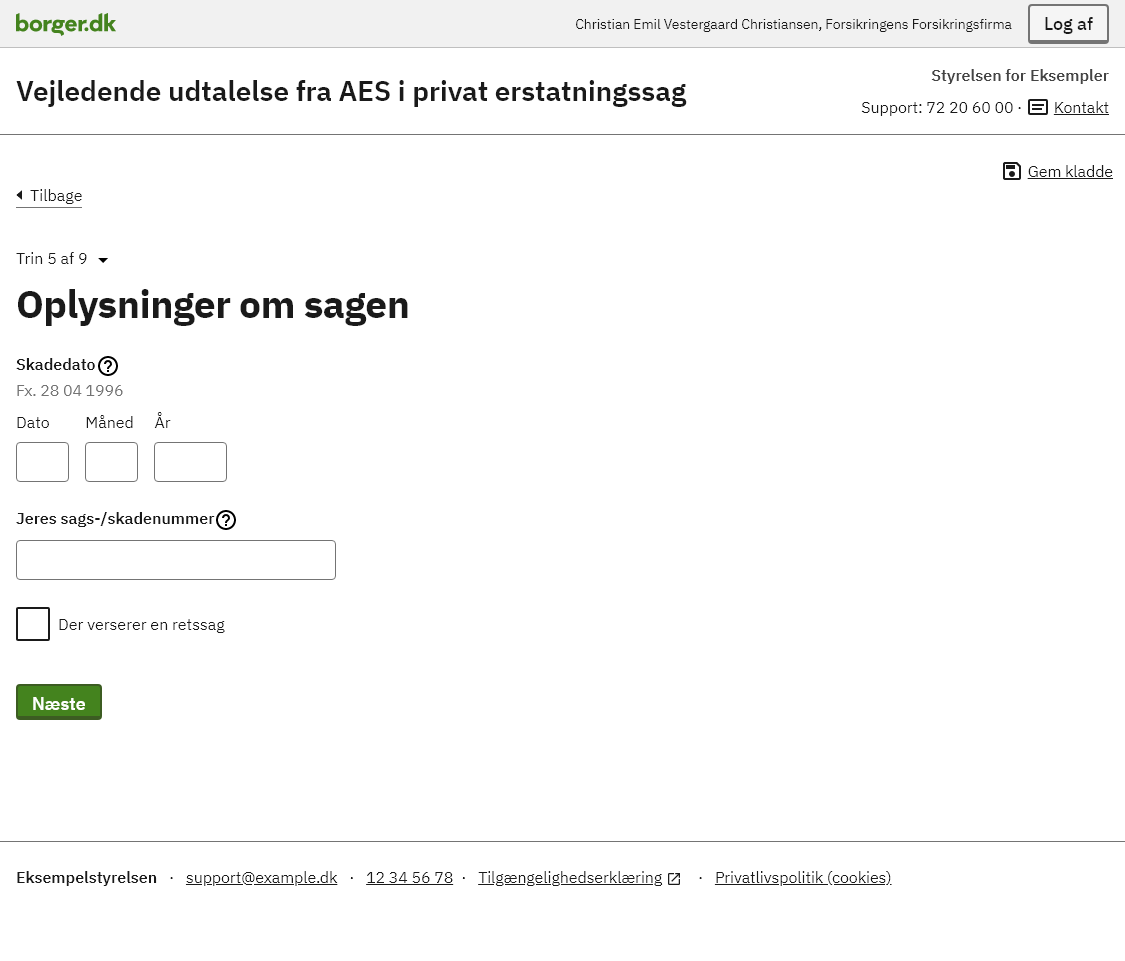 borger.dk
Christian Emil Vestergaard Christiansen, Forsikringens Forsikringsfirma
Log af
Vejledende udtalelse fra AES i privat erstatningssag
Styrelsen for Eksempler
Support: 72 20 60 00 · Kontakt
Gem kladde
Tilbage
Trin 5 af 9
Oplysninger om sagen
Skadedato
Fx. 28 04 1996
Dato Måned År
Jeres sags-/skadenummer
Der verserer en retssag
Næste
Eksempelstyrelsen · support@example.dk · 12 34 56 78 · Tilgængelighedserklæring · Privatlivspolitik (cookies)